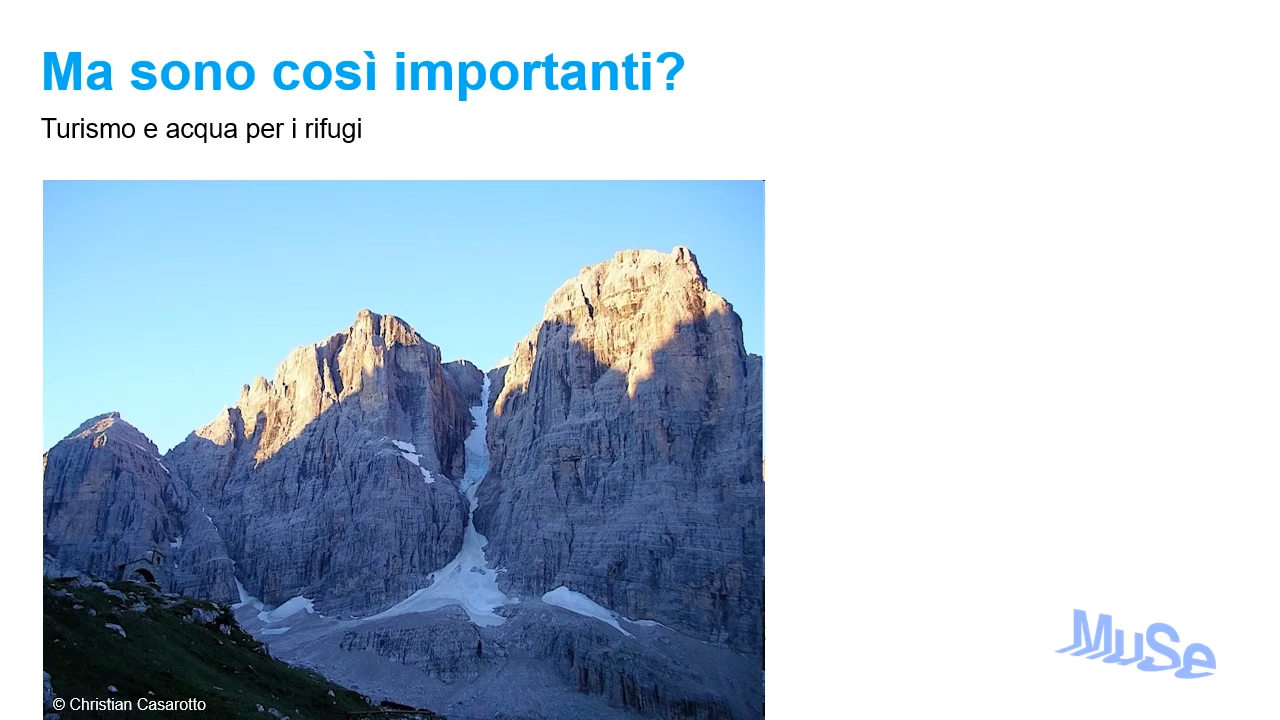 Ma sono così importanti?
Turismo e acqua per i rifugi
© Christian Casarotto
MuSe